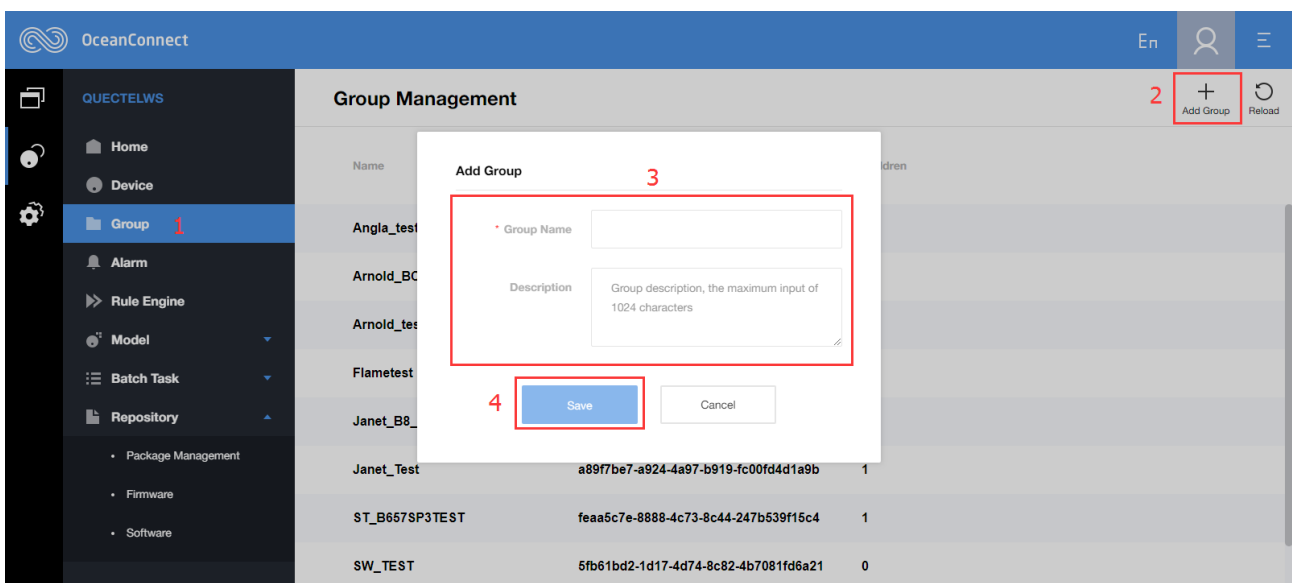 OceanConnect
En
QUECTELWS
Group Management
2
Add Group
Reload
Home
Device
Group 1
Alarm
Rule Engine
Model
Batch Task
Repository
Package Management
Firmware
Software
Name
ldren
Angla_test
Arnold_BC
Arnold_tes
Flametest
Janet_B8_
Janet_Test a89f7be7-a924-4a97-b919-fc00fd4d1a9b 1
ST_B657SP3TEST feaa5c7e-8888-4c73-8c44-247b539f15c4 1
SW_TEST 5fb61bd2-1d17-4d74-8c82-4b7081fd6a21 0
Add Group
3
* Group Name
Description
Group description, the maximum input of
1024 characters
4
Save
Cancel